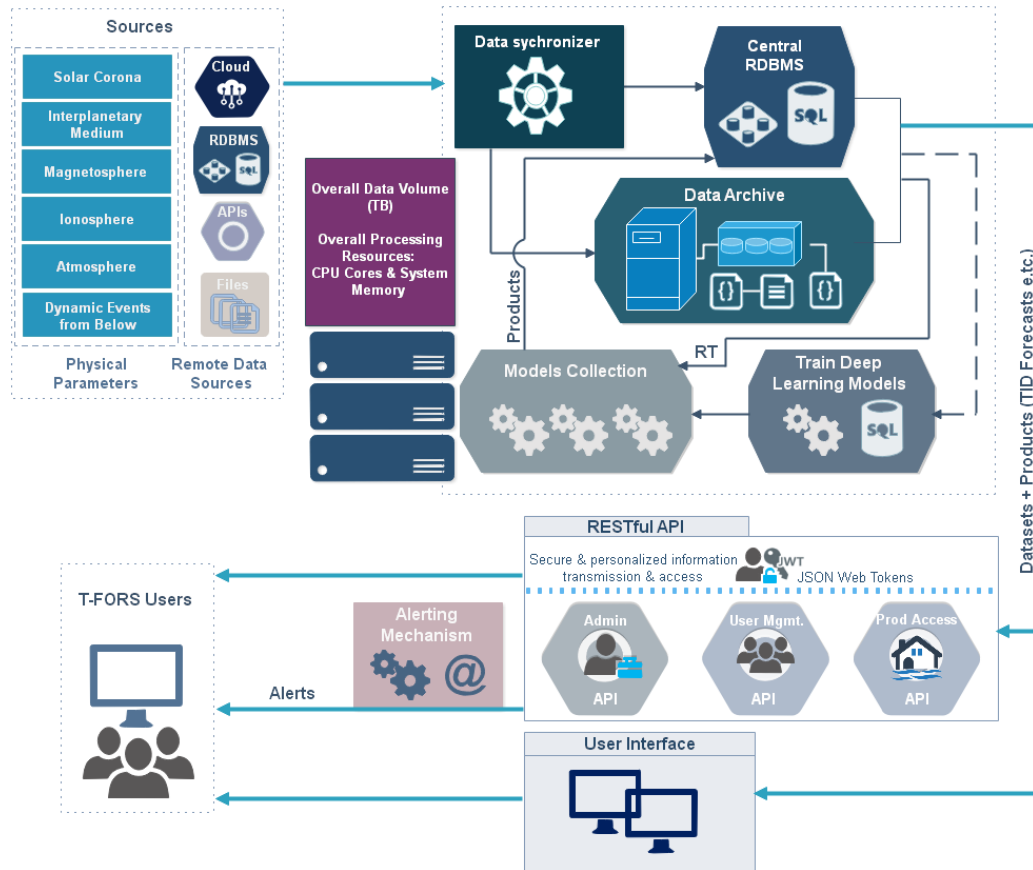 Sources
Solar Corona
Interplanetary
Medium
Magnetosphere
Ionosphere
Atmosphere
Dynamic Events
from Below
Physical
Parameters
Cloud
RDBMS
SQL
APIs
Files
Remote Data
Sources
Data sychronizer
Central
RDBMS
SQL
Overall Data Volume
(TB)
Overall Processing
Resources:
CPU Cores & System
Memory
Data Archive
{}
{}
Products
RT
Models Collection
Train Deep
Learning Models
SQL
Datasets + Products (TID Forecasts e.tc.)
RESTful API
Secure & personalized information
transmission & access
JWT
JSON Web Tokens
Admin
API
User Mgmt.
API
Prod Access
API
T-FORS Users
Alerting
Mechanism
@
Alerts
User Interface